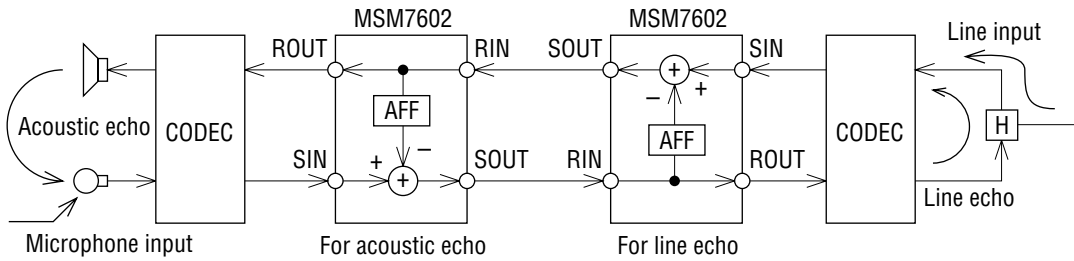 MSM7602
MSM7602
ROUT
RIN
SOUT
SIN
Line input
AFF
Acoustic echo
CODEC
CODEC
H
AFF
SIN
SOUT
RIN
ROUT
Line echo
Microphone input
For acoustic echo
For line echo
+
−
+
−
+
+